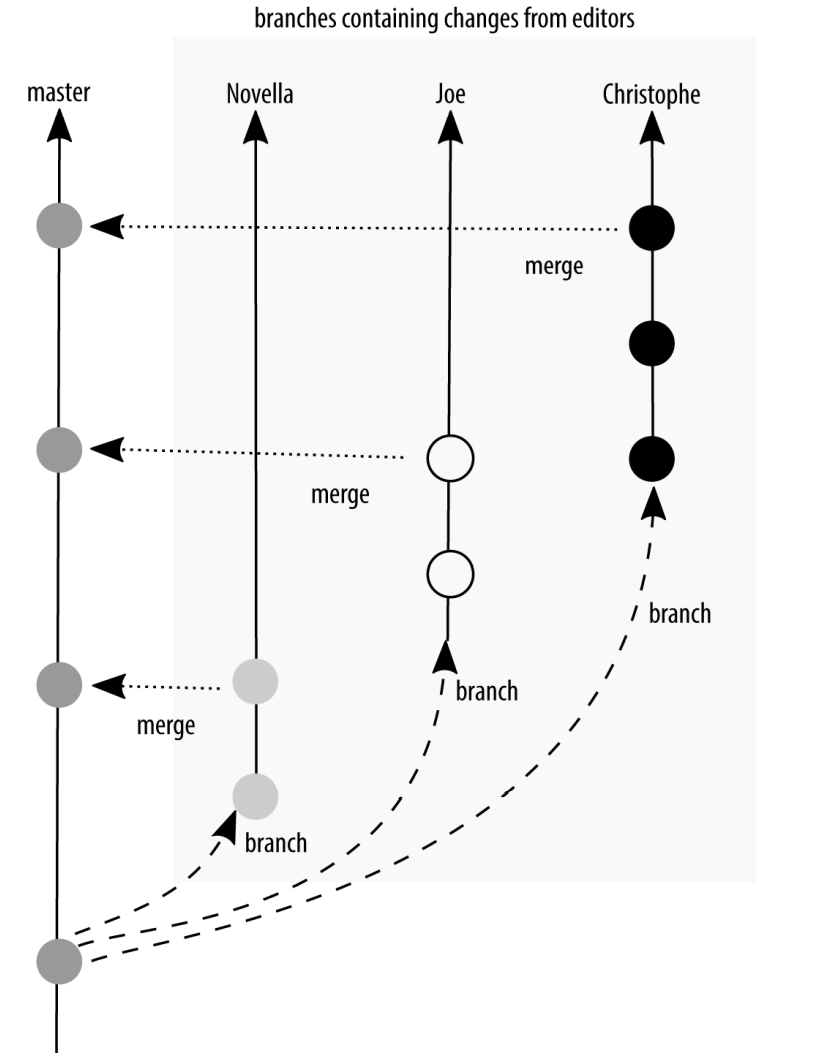 branches containing changes from editors
master
Novella
Joe
Christophe
merge
merge
branch
branch
merge
branch